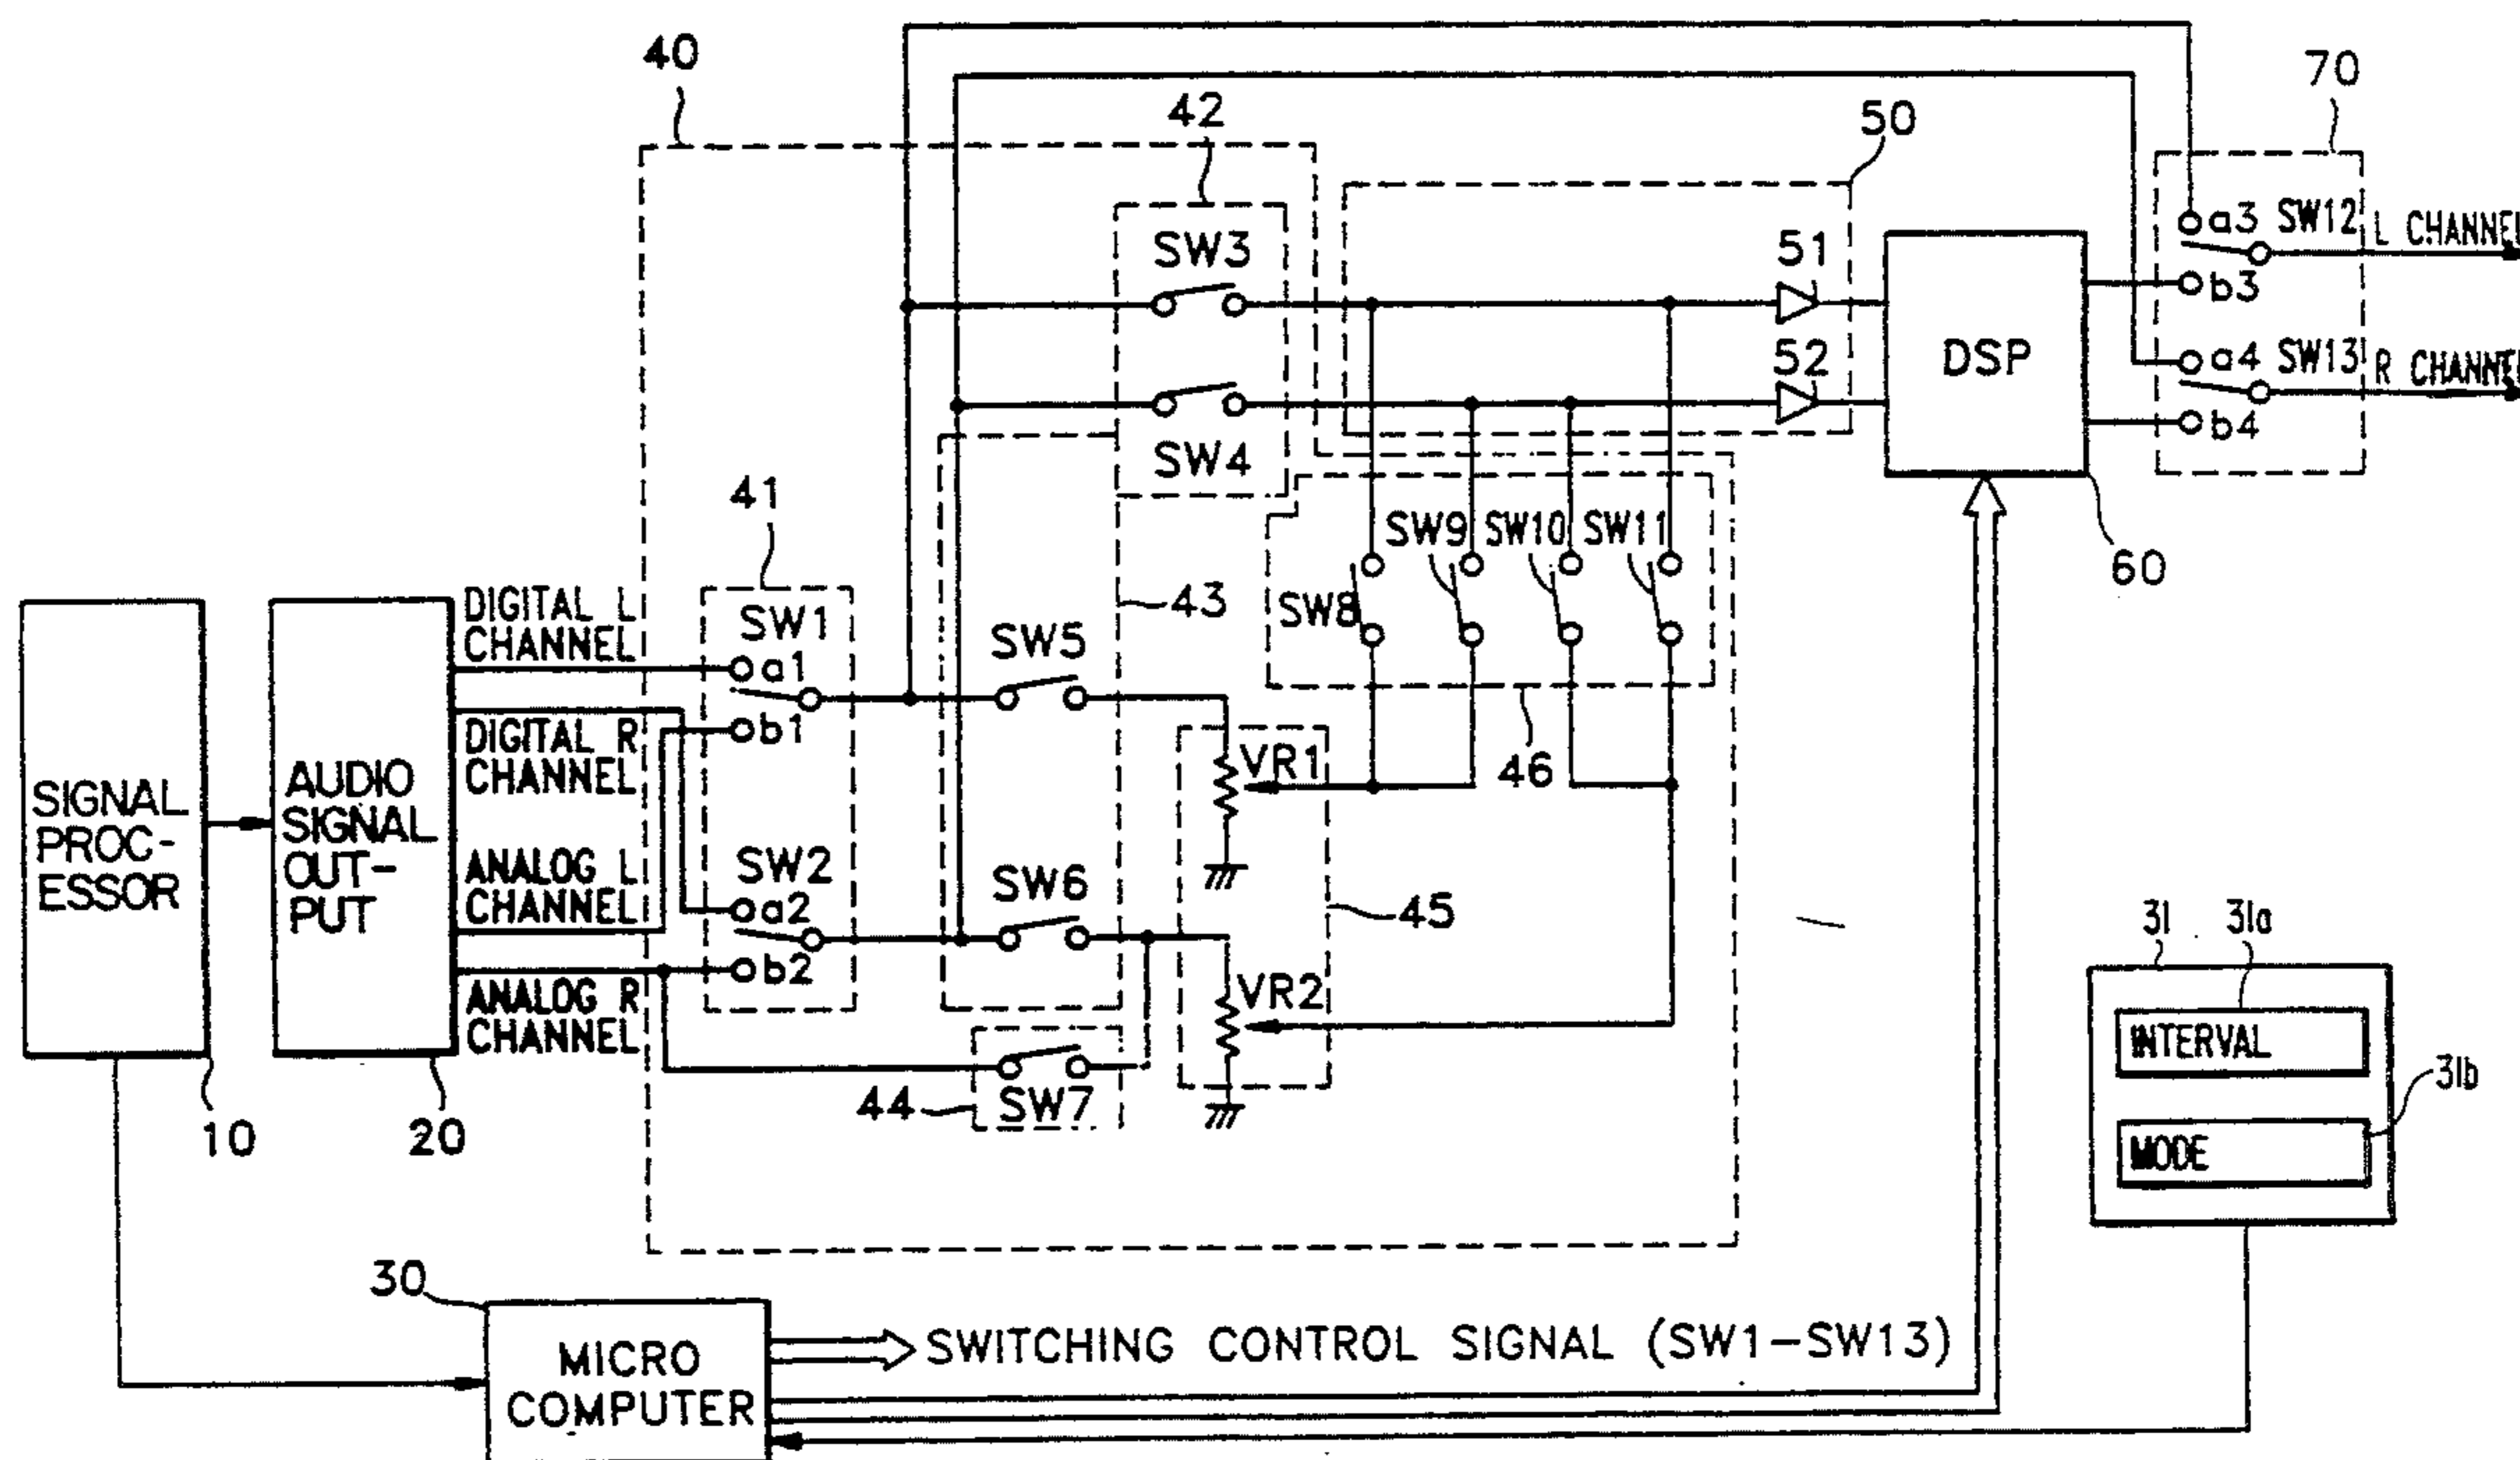 40
42
50
70
SW3
51
a3 SW12 L CHANNEL
b3
DSP
52
a4 SW13 R CHANNEL
b4
SW4
41
SW9 SW10 SW11
60
DIGITAL L
CHANNEL
SW1
a1
43
SW5
SW8
DIGITAL R
CHANNEL
b1
VR1
46
SIGNAL
PROC-
ESSOR
AUDIO
SIGNAL
OUT-
PUT
ANALOG L
CHANNEL
SW2
a2
SW6
45
31 31a
b2
ANALOG R
CHANNEL
VR2
INTERVAL
31b
44
SW7
MODE
10
20
30
MICRO
COMPUTER
SWITCHING CONTROL SIGNAL (SW1-SW13)